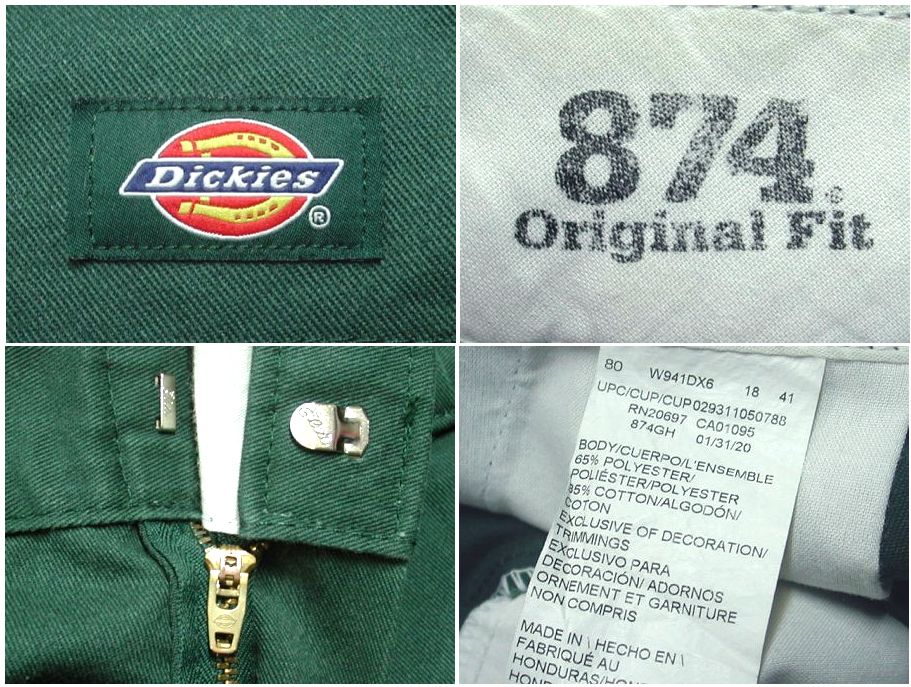 Dickies
®
874®
Original Fit
80 W941DX6 18 41
UPC/CUP/CUP 029311050788
RN20697 CA01095
874GH 01/31/20
BODY/CUERPO/L'ENSEMBLE
65% POLYESTER/
POLIÉSTER/POLYESTER
35% COTTON/ALGODÓN/
COTON
EXCLUSIVE OF DECORATION/
TRIMMINGS
EXCLUSIVO PARA
DECORACIÓN/ ADORNOS
ORNEMENT ET GARNITURE
NON COMPRIS
MADE IN \ HECHO EN \
FABRIQUÉ AU
HONDURAS/HON